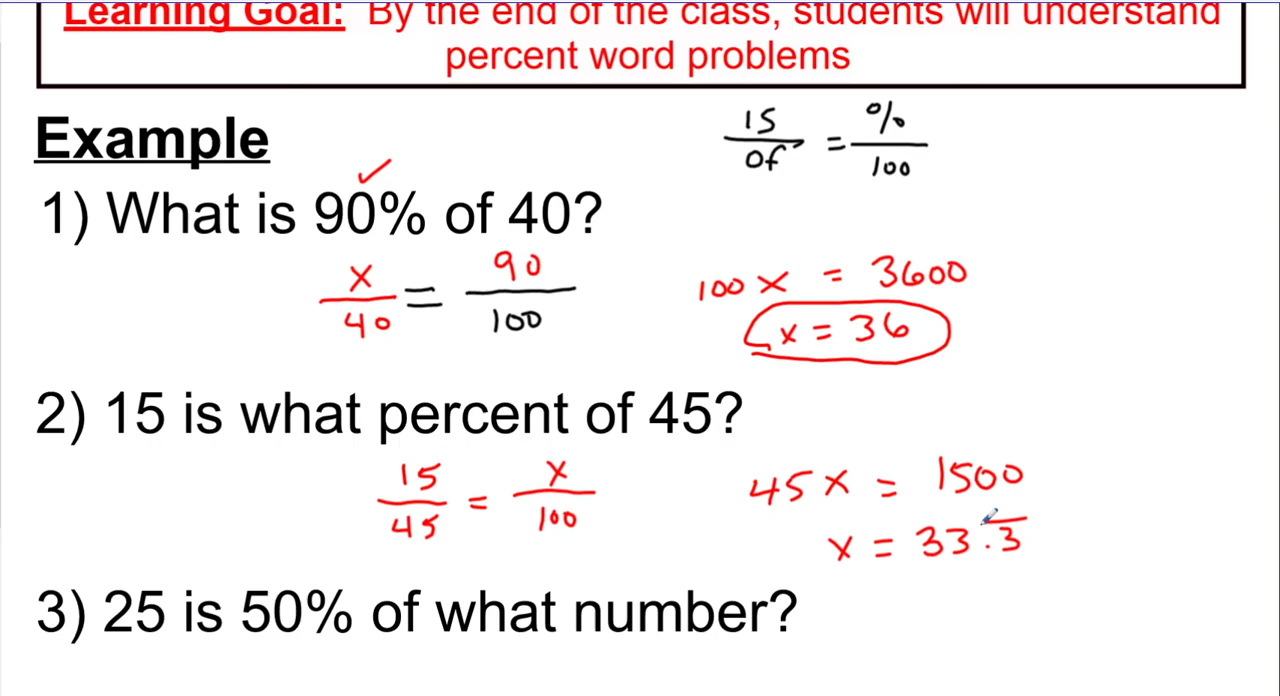 Learning Goal: By the end of the class, students will understand
percent word problems
Example
is/of = %/100
1) What is 90% of 40?
x/40 = 90/100
100x = 3600
x = 36
2) 15 is what percent of 45?
15/45 = x/100
45x = 1500
x = 33.3̅
3) 25 is 50% of what number?